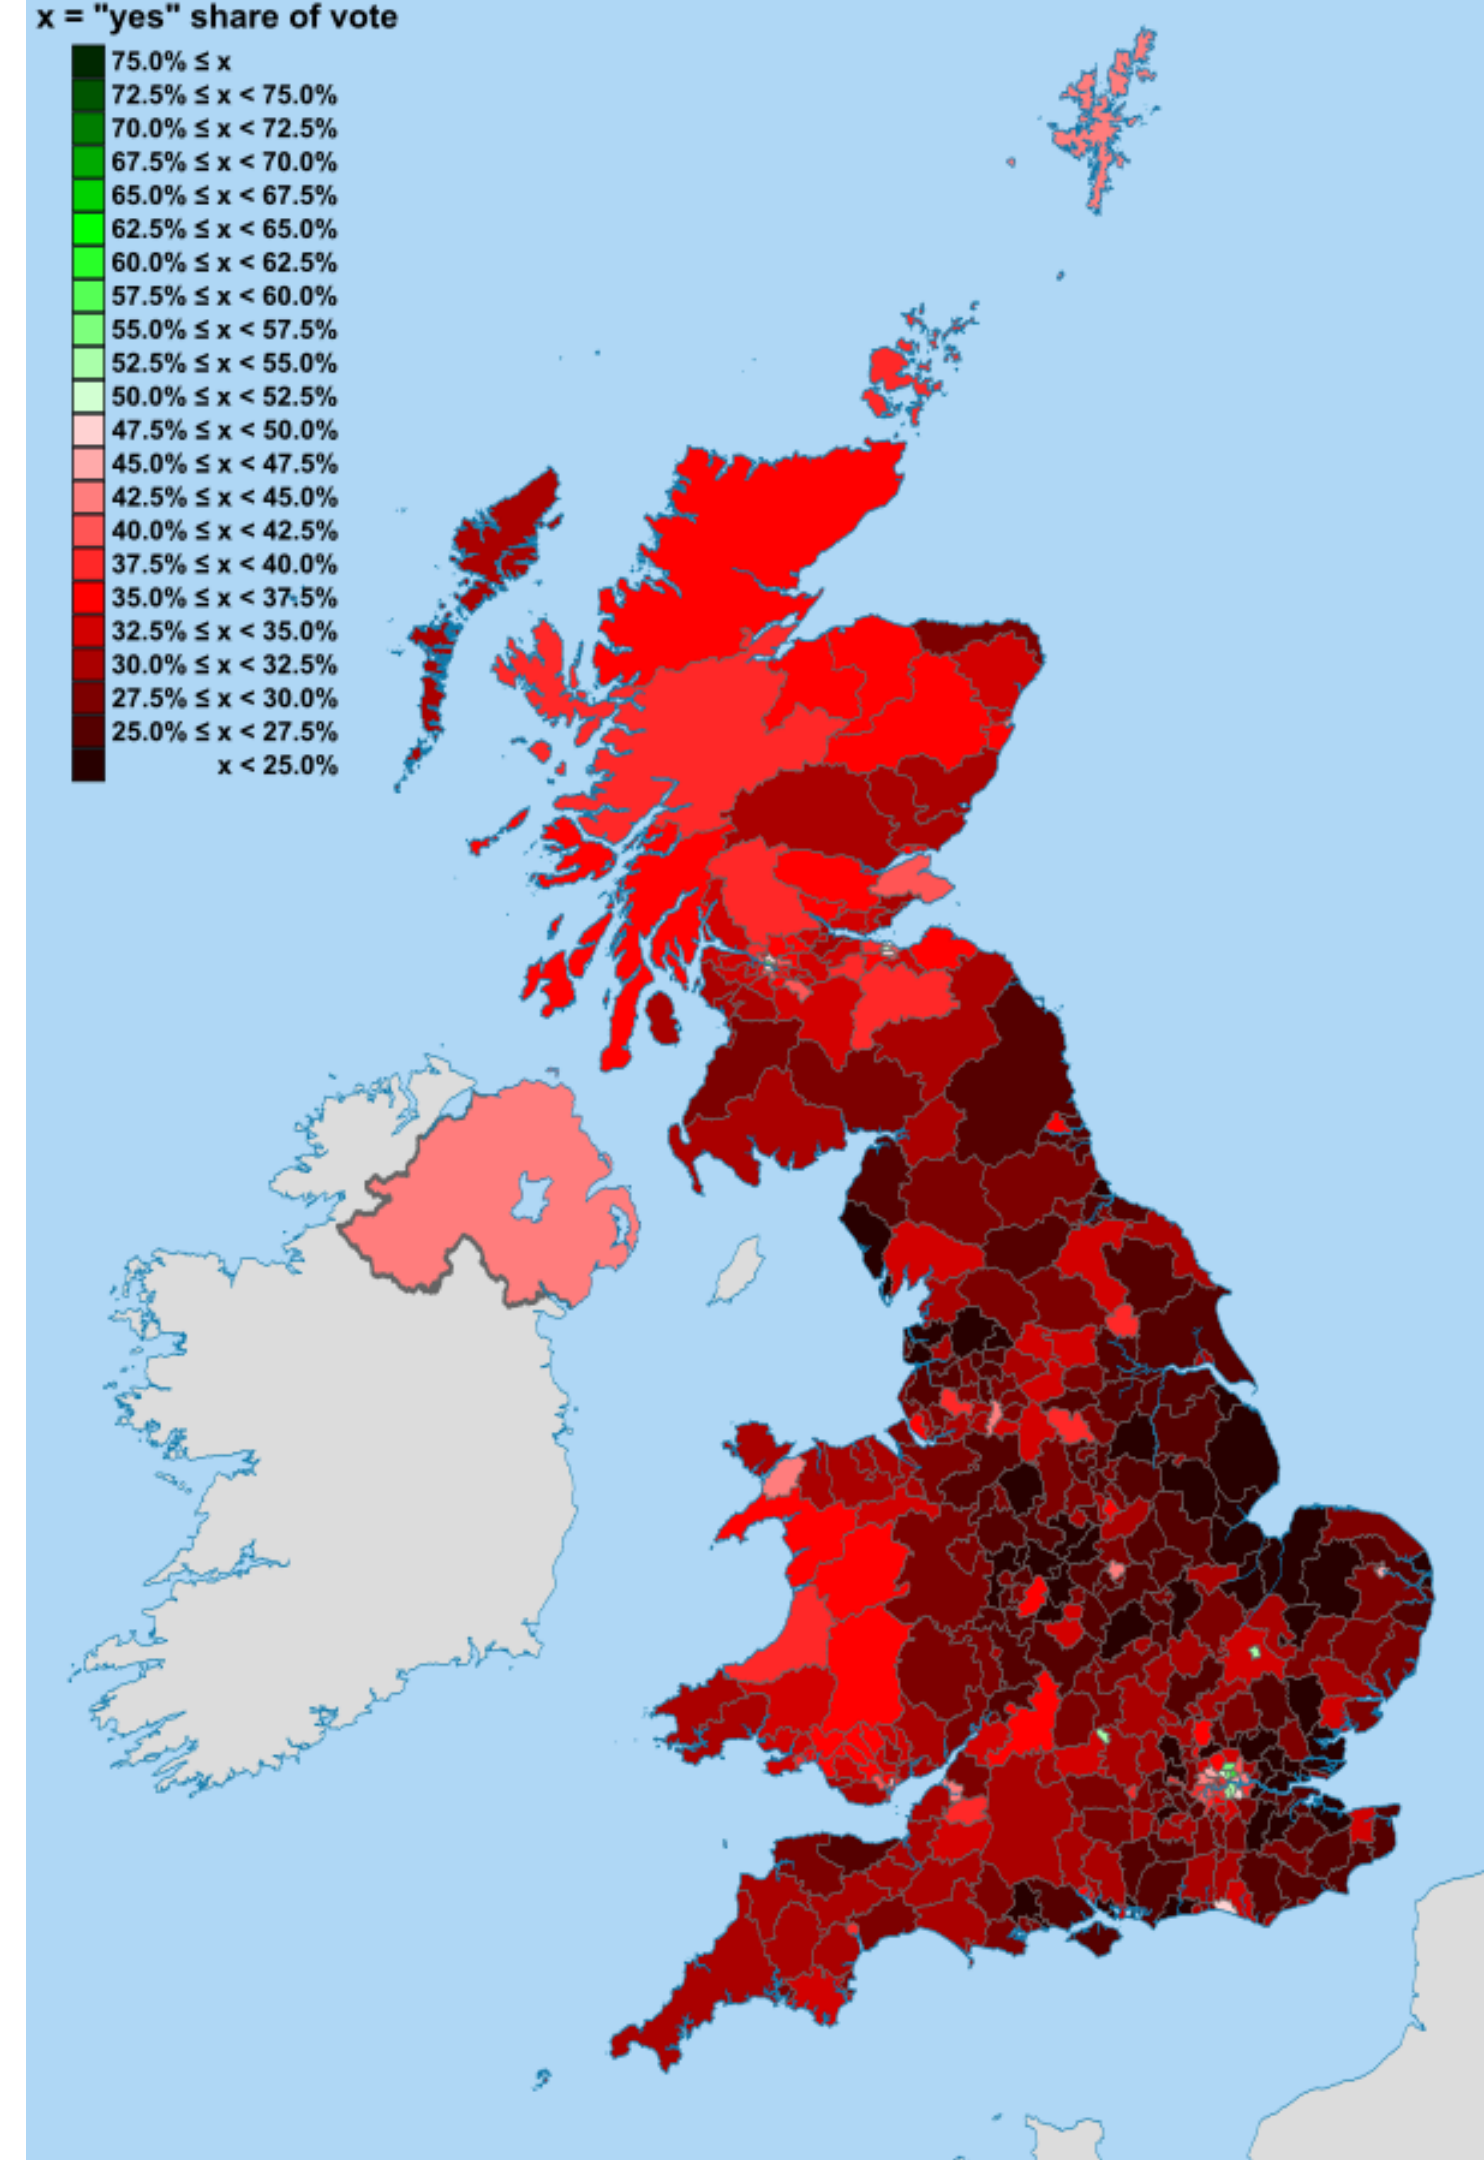 x = "yes" share of vote
75.0% ≤ x
72.5% ≤ x < 75.0%
70.0% ≤ x < 72.5%
67.5% ≤ x < 70.0%
65.0% ≤ x < 67.5%
62.5% ≤ x < 65.0%
60.0% ≤ x < 62.5%
57.5% ≤ x < 60.0%
55.0% ≤ x < 57.5%
52.5% ≤ x < 55.0%
50.0% ≤ x < 52.5%
47.5% ≤ x < 50.0%
45.0% ≤ x < 47.5%
42.5% ≤ x < 45.0%
40.0% ≤ x < 42.5%
37.5% ≤ x < 40.0%
35.0% ≤ x < 37.5%
32.5% ≤ x < 35.0%
30.0% ≤ x < 32.5%
27.5% ≤ x < 30.0%
25.0% ≤ x < 27.5%
x < 25.0%